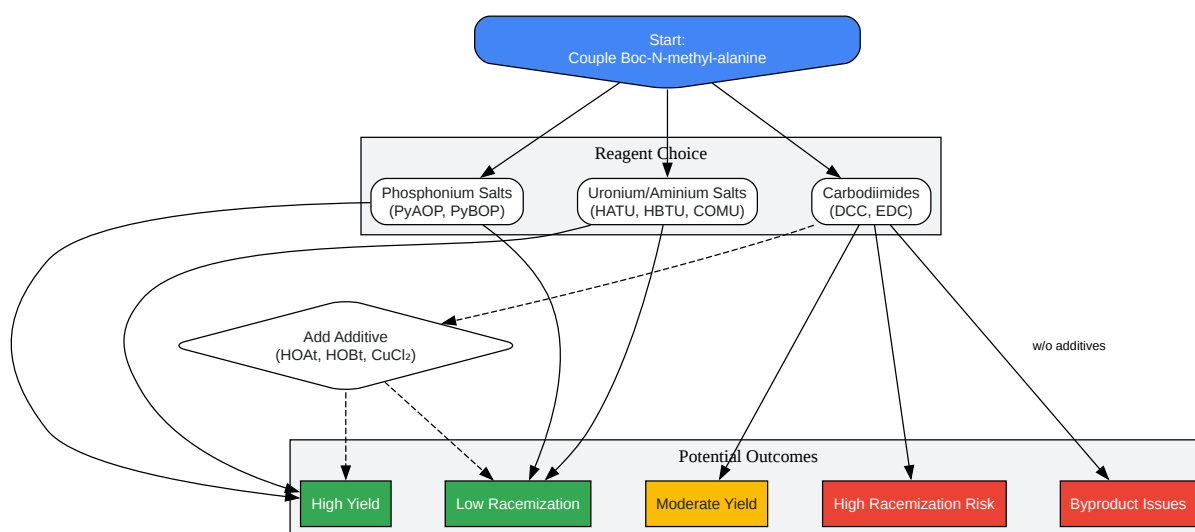 Start:
Couple Boc-N-methyl-alanine
Reagent Choice
Phosphonium Salts
(PyAOP, PyBOP)
Uronium/Aminium Salts
(HATU, HBTU, COMU)
Carbodiimides
(DCC, EDC)
Add Additive
(HOAt, HOBt, CuCl₂)
w/o additives
Potential Outcomes
High Yield
Low Racemization
Moderate Yield
High Racemization Risk
Byproduct Issues